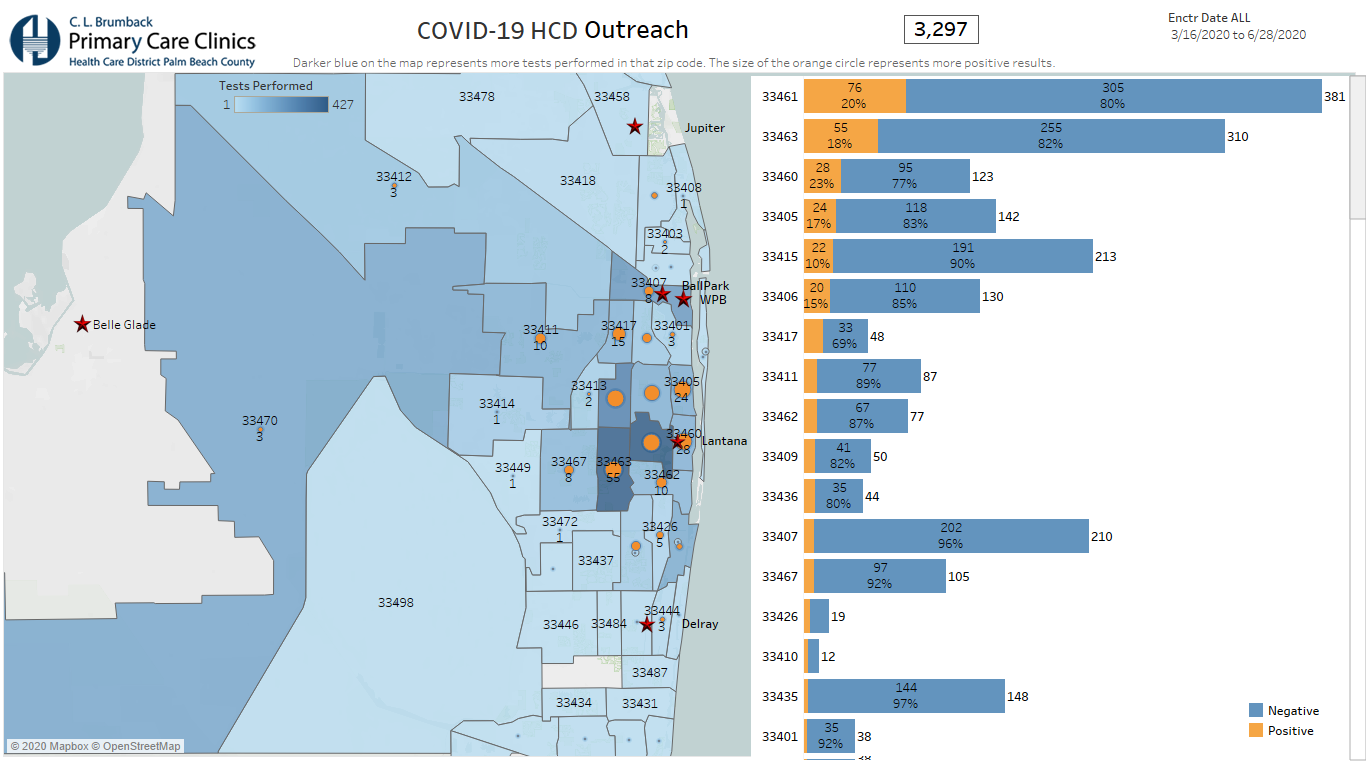 C. L. Brumback
Primary Care Clinics
Health Care District Palm Beach County
COVID-19 HCD Outreach
3,297
Enctr Date ALL
3/16/2020 to 6/28/2020
Darker blue on the map represents more tests performed in that zip code. The size of the orange circle represents more positive results.
Tests Performed
1 427
33478
33458
Jupiter
33412
3
33418
33408
1
33403
2
33407
8
BallPark
WPB
Belle Glade
33411
10
33417
15
33401
3
33413
2
33405
24
33414
1
33470
3
33460
28
Lantana
33449
1
33467
8
33463
55
33462
10
33472
1
33426
5
33437
33498
33446
33484
33444
3
Delray
33487
33434
33431
© 2020 Mapbox © OpenStreetMap
33461 76 20% 305 80% 381
33463 55 18% 255 82% 310
33460 28 23% 95 77% 123
33405 24 17% 118 83% 142
33415 22 10% 191 90% 213
33406 20 15% 110 85% 130
33417 33 69% 48
33411 77 89% 87
33462 67 87% 77
33409 41 82% 50
33436 35 80% 44
33407 202 96% 210
33467 97 92% 105
33426 19
33410 12
33435 144 97% 148
33401 35 92% 38
Negative
Positive